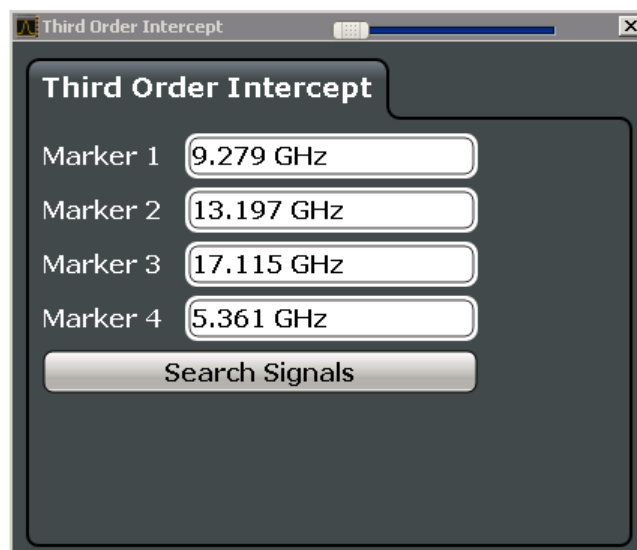 Third Order Intercept
Third Order Intercept
Marker 1 9.279 GHz
Marker 2 13.197 GHz
Marker 3 17.115 GHz
Marker 4 5.361 GHz
Search Signals